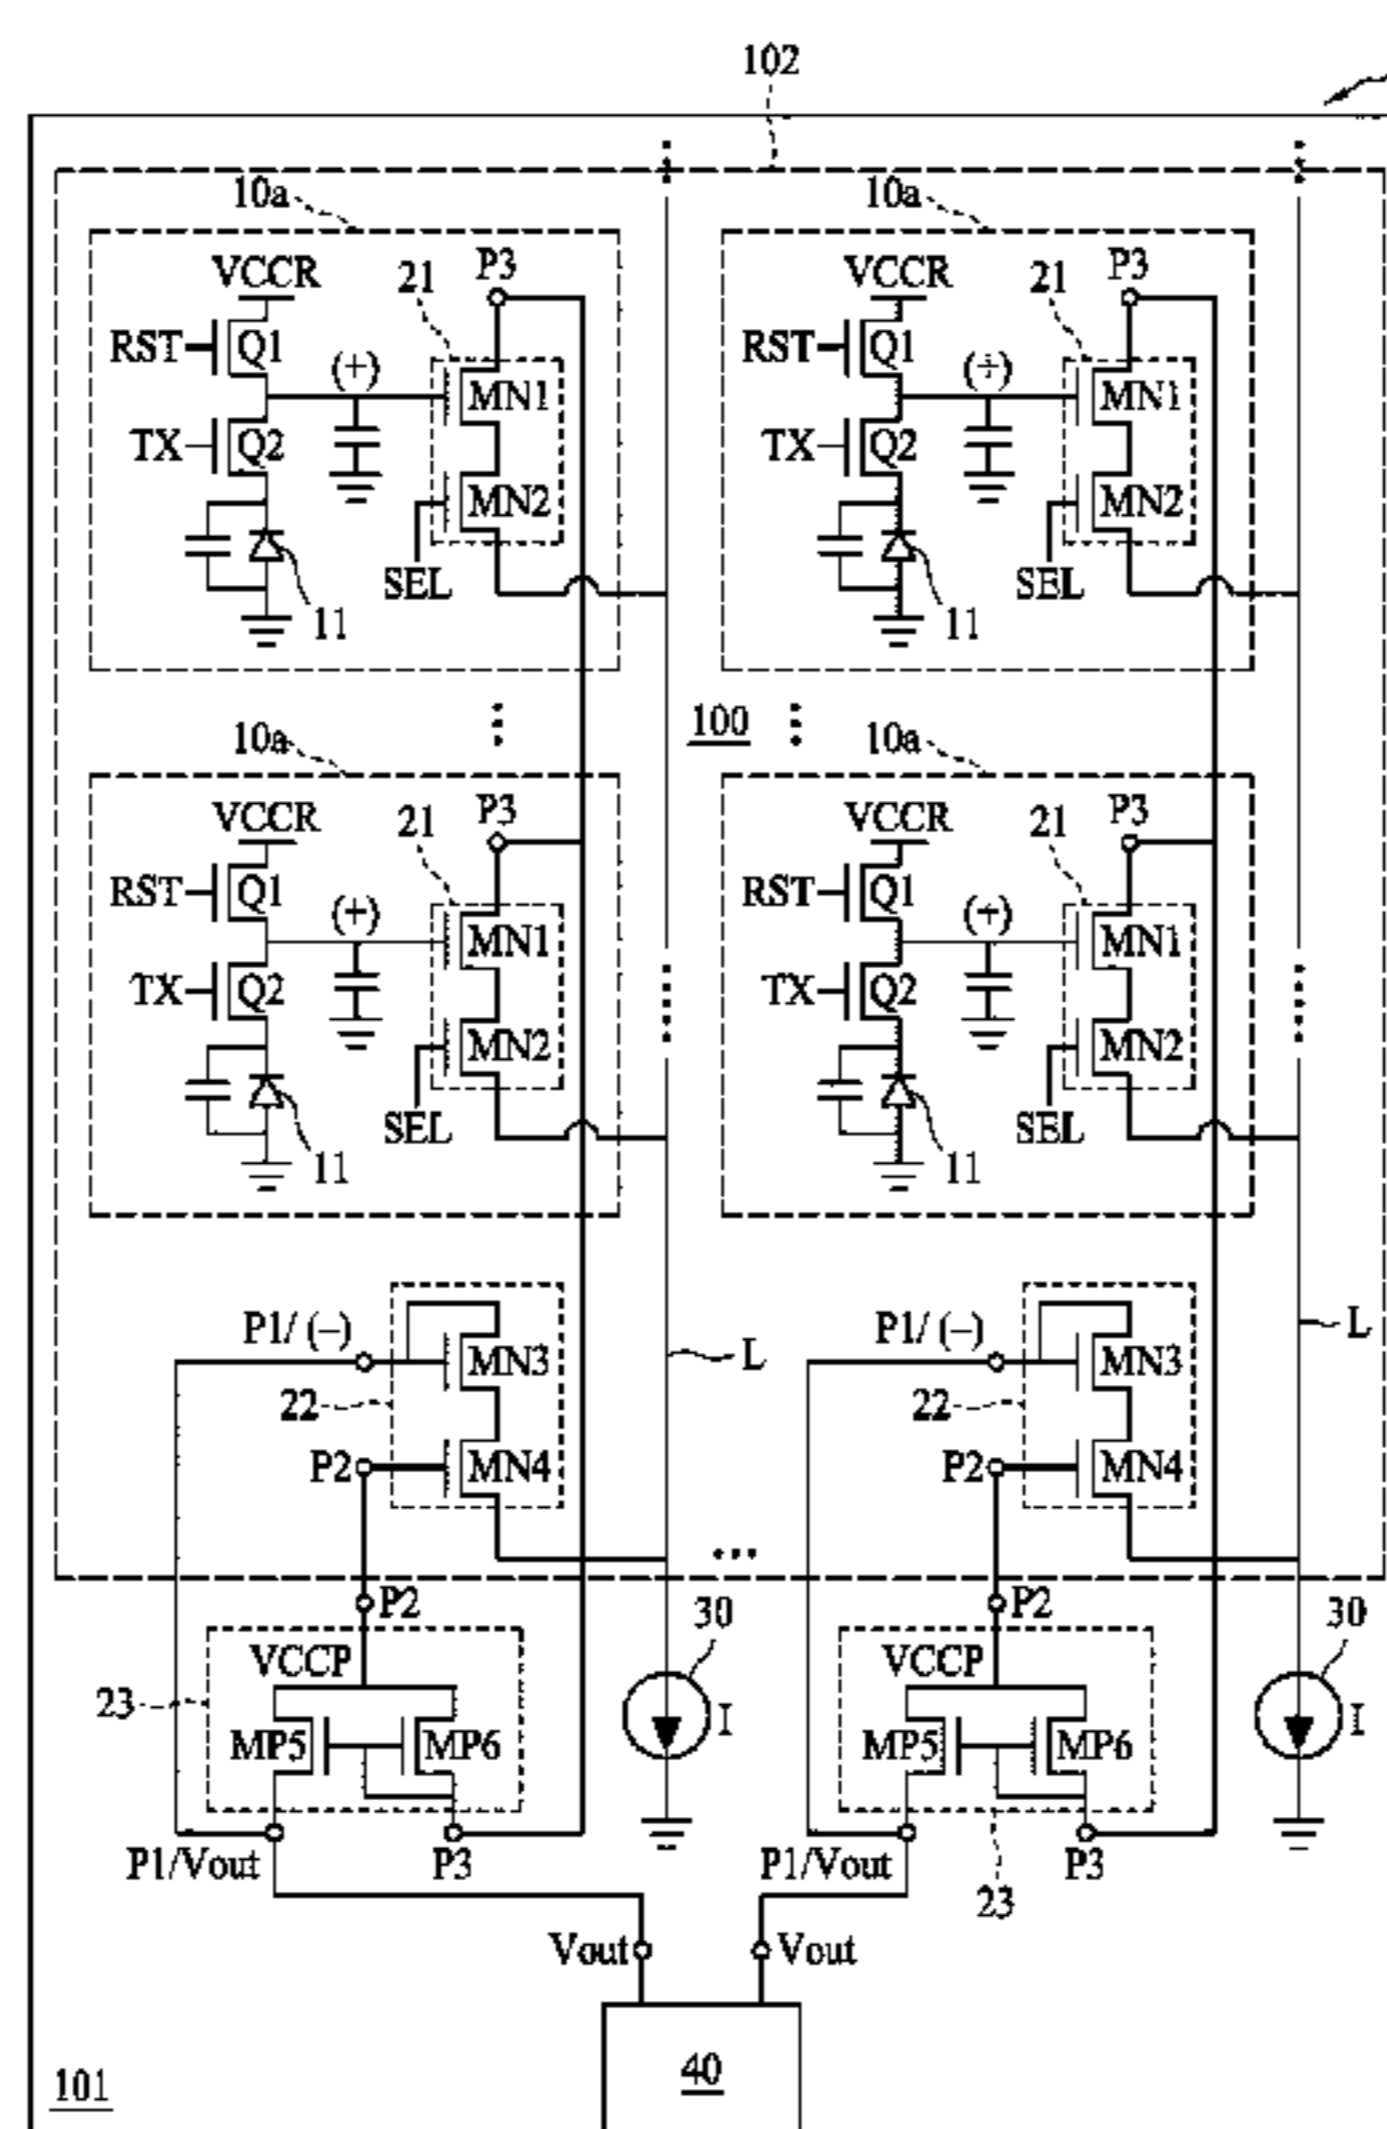 102
10a 10a
VCCR 21 P3 VCCR 21 P3
RST Q1 (+) MN1 RST Q1 (+) MN1
TX Q2 MN2 TX Q2 MN2
SEL 11 SEL 11
100
10a 10a
VCCR 21 P3 VCCR 21 P3
RST Q1 (+) MN1 RST Q1 (+) MN1
TX Q2 MN2 TX Q2 MN2
SEL 11 SEL 11
P1/ (–) MN3 L P1/ (–) MN3 L
22 22
P2 MN4 P2 MN4
P2 30 P2 30
VCCP VCCP
23
MP5 MP6 I MP5 MP6 I
P1/Vout P3 P1/Vout P3
23
Vout Vout
40
101